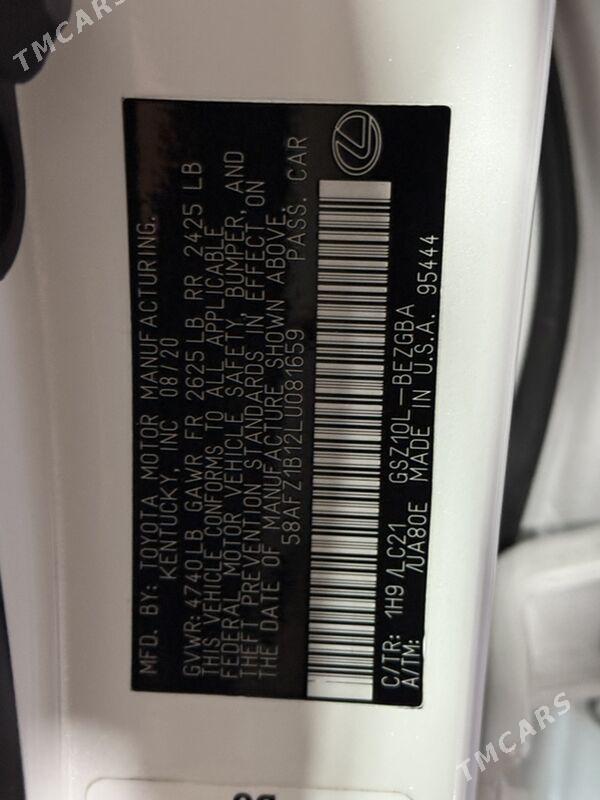 MFD. BY: TOYOTA MOTOR MANUFACTURING.
KENTUCKY, INC 08/20
GVWR: 4740 LB GAWR FR 2625 LB RR 2425 LB
THIS VEHICLE CONFORMS TO ALL APPLICABLE
FEDERAL MOTOR VEHICLE SAFETY, BUMPER, AND
THEFT PREVENTION STANDARDS IN EFFECT ON
THE DATE OF MANUFACTURE SHOWN ABOVE.
58AFZ1B12LU081659 PASS. CAR
C/TR: 1H9 /LC21 GSZ10L-BEZGBA
A/TM: /UA80E MADE IN U.S.A. 95444
TMCARS
TMCARS